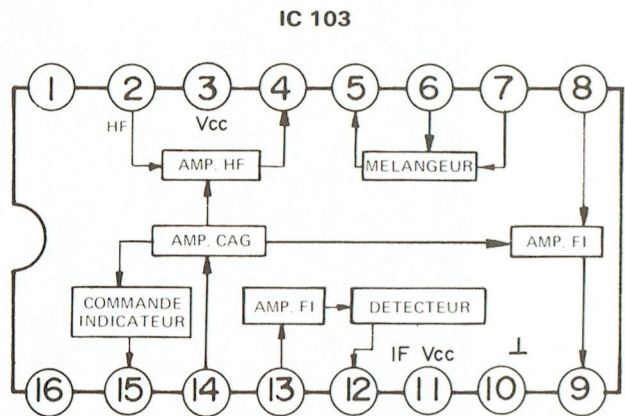 IC 103
1 2 3 4 5 6 7 8
HF Vcc
AMP. HF MELANGEUR
AMP. CAG AMP. FI
COMMANDE
INDICATEUR
AMP. FI DETECTEUR
IF Vcc ⊥
16 15 14 13 12 11 10 9